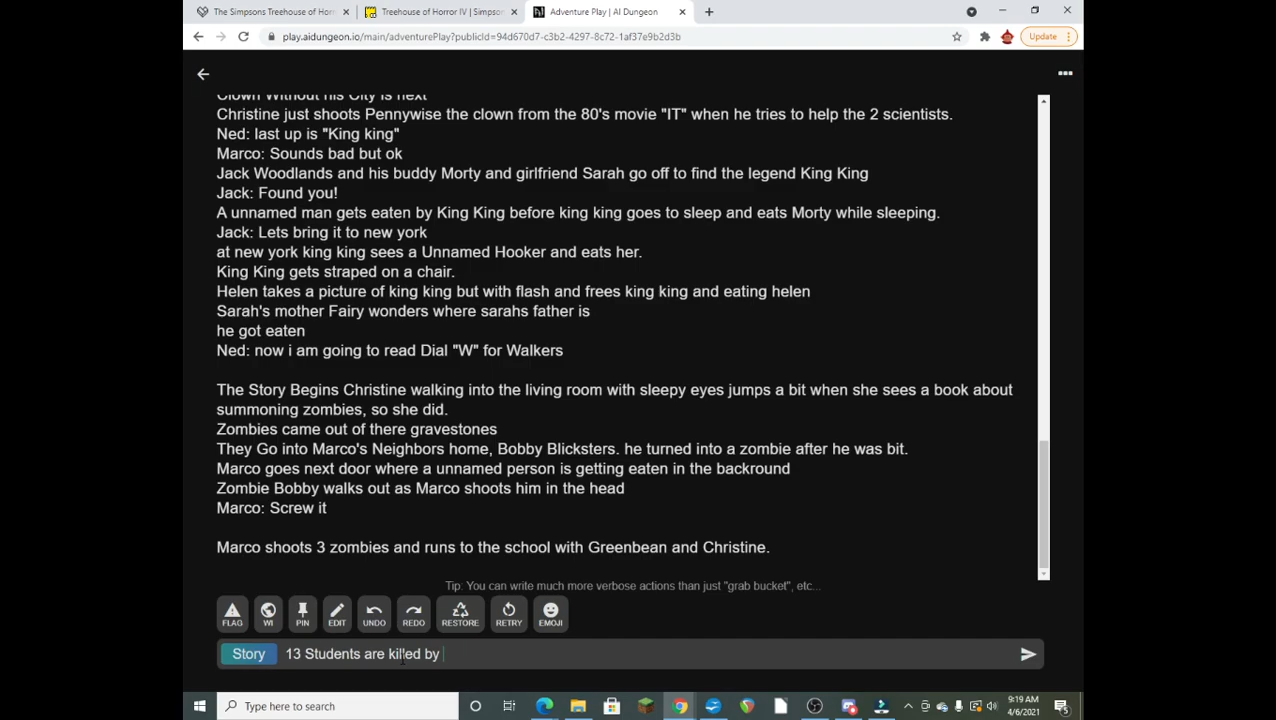 The Simpsons Treehouse of Horr
Treehouse of Horror IV | Simpson
Adventure Play | AI Dungeon
play.aidungeon.io/main/adventurePlay?publicId=94d670d7-c3b2-4297-8c72-1af37e9b2d3b
Update
Clown Without his City is next
Christine just shoots Pennywise the clown from the 80's movie "IT" when he tries to help the 2 scientists.
Ned: last up is "King king"
Marco: Sounds bad but ok
Jack Woodlands and his buddy Morty and girlfriend Sarah go off to find the legend King King
Jack: Found you!
A unnamed man gets eaten by King King before king king goes to sleep and eats Morty while sleeping.
Jack: Lets bring it to new york
at new york king king sees a Unnamed Hooker and eats her.
King King gets straped on a chair.
Helen takes a picture of king king but with flash and frees king king and eating helen
Sarah's mother Fairy wonders where sarahs father is
he got eaten
Ned: now i am going to read Dial "W" for Walkers
The Story Begins Christine walking into the living room with sleepy eyes jumps a bit when she sees a book about
summoning zombies, so she did.
Zombies came out of there gravestones
They Go into Marco's Neighbors home, Bobby Blicksters. he turned into a zombie after he was bit.
Marco goes next door where a unnamed person is getting eaten in the backround
Zombie Bobby walks out as Marco shoots him in the head
Marco: Screw it
Marco shoots 3 zombies and runs to the school with Greenbean and Christine.
Tip: You can write much more verbose actions than just "grab bucket", etc...
FLAG WI PIN EDIT UNDO REDO RESTORE RETRY EMOJI
Story 13 Students are killed by
Type here to search
9:19 AM
4/6/2021
5